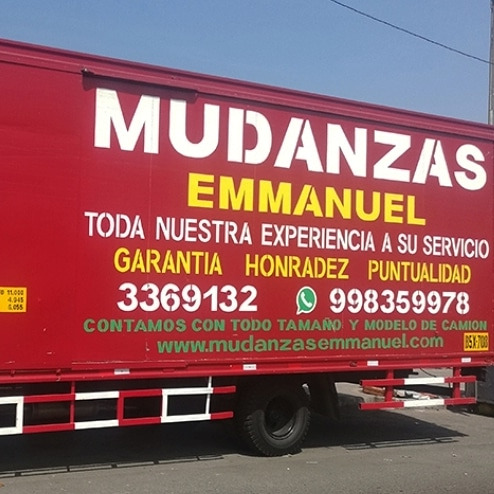 MUDANZAS
EMMANUEL
TODA NUESTRA EXPERIENCIA A SU SERVICIO
GARANTIA HONRADEZ PUNTUALIDAD
3369132 998359978
CONTAMOS CON TODO TAMAÑO Y MODELO DE CAMION
www.mudanzasemmanuel.com